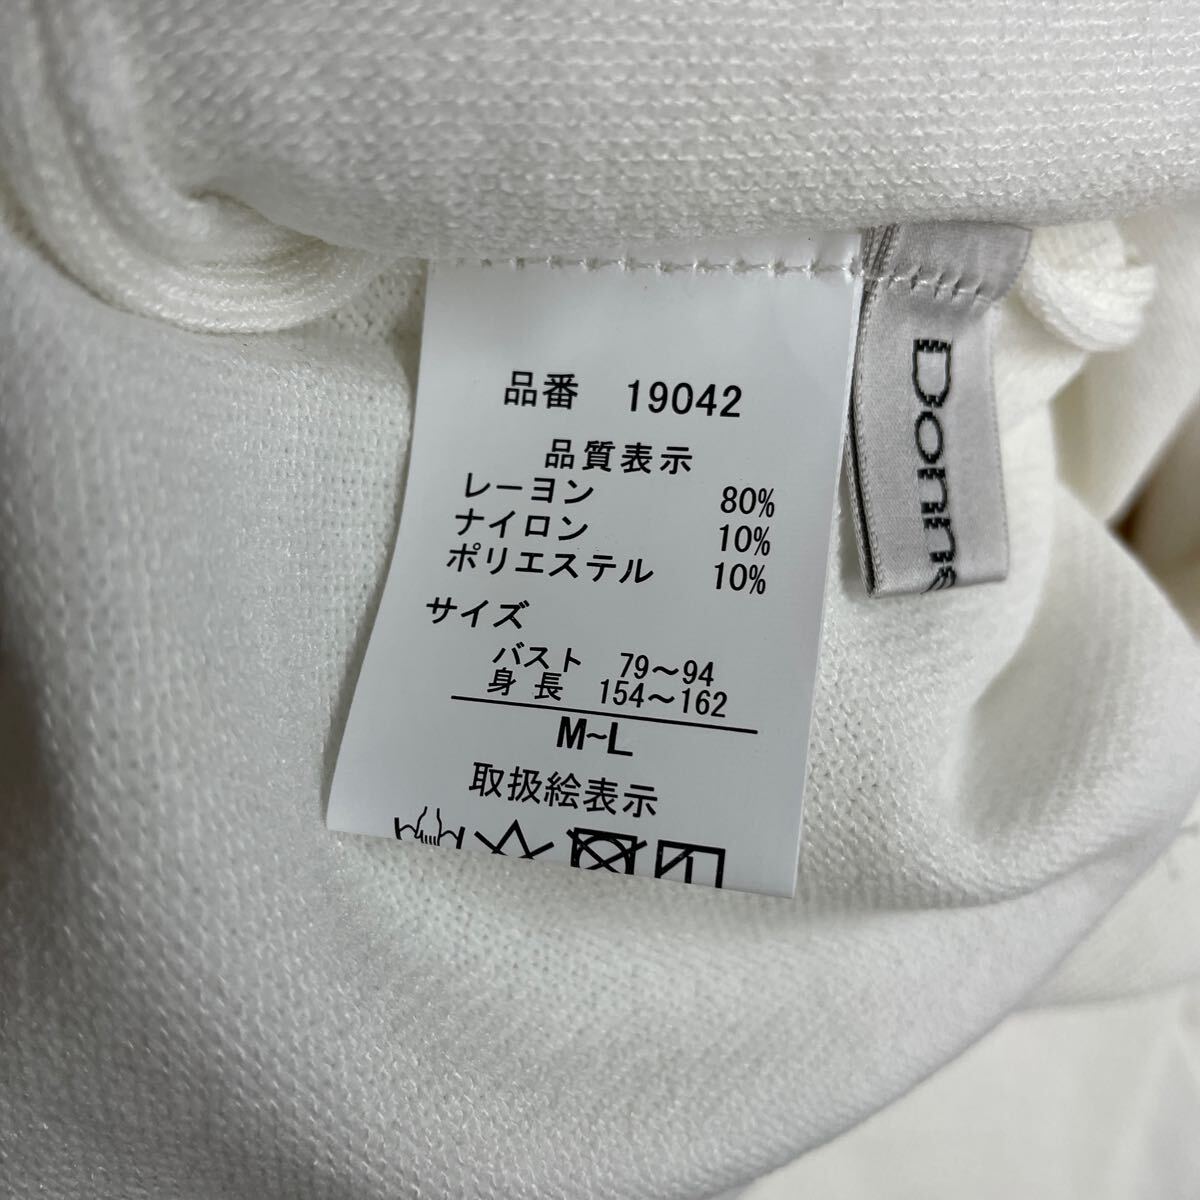 品番 19042
品質表示
レーヨン 80%
ナイロン 10%
ポリエステル 10%
サイズ
バスト 79～94
身長 154～162
M~L
取扱絵表示